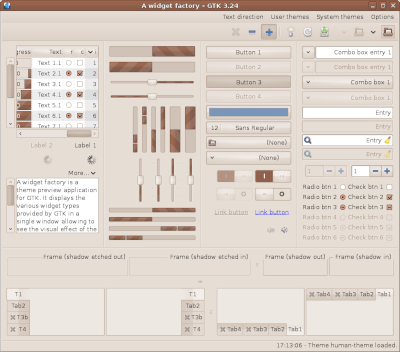 A widget factory - GTK 3.24
Text direction User themes System themes Options
gress Text r c i
Text 1.1 1
Text 2.1 2
Text 3.1 3
Text 4.1 4
Text 5.1 5
Text 6.1 6
Text 7.1 7
Label 2 Label 1
More...
A widget factory is a
theme preview application
for GTK. It displays the
various widget types
provided by GTK in a
single window allowing to
see the visual effect of the
Button 1
Button 2
Button 3
Button 4
12 Sans Regular
(None)
(None)
Link button Link button
Combo box entry 1
Combo box entry 1
Combo box 1
Combo box 1
Entry
Entry
Entry
Entry
1 1
Radio btn 1 Check btn 1
Radio btn 2 Check btn 2
Radio btn 3 Check btn 3
Radio btn 4 Check btn 4
Radio btn 5 Check btn 5
Radio btn 6 Check btn 6
Frame (shadow etched out) Frame (shadow etched in) Frame (shadow out) Frame (shadow in)
T1
Tab2
T3b
T4
T1
Tab2
T3b
T4
Tab4 Tab3 Tab2 Tab1
Tab4 Tab3 Tab2 Tab1
17:13:06 - Theme human-theme loaded.